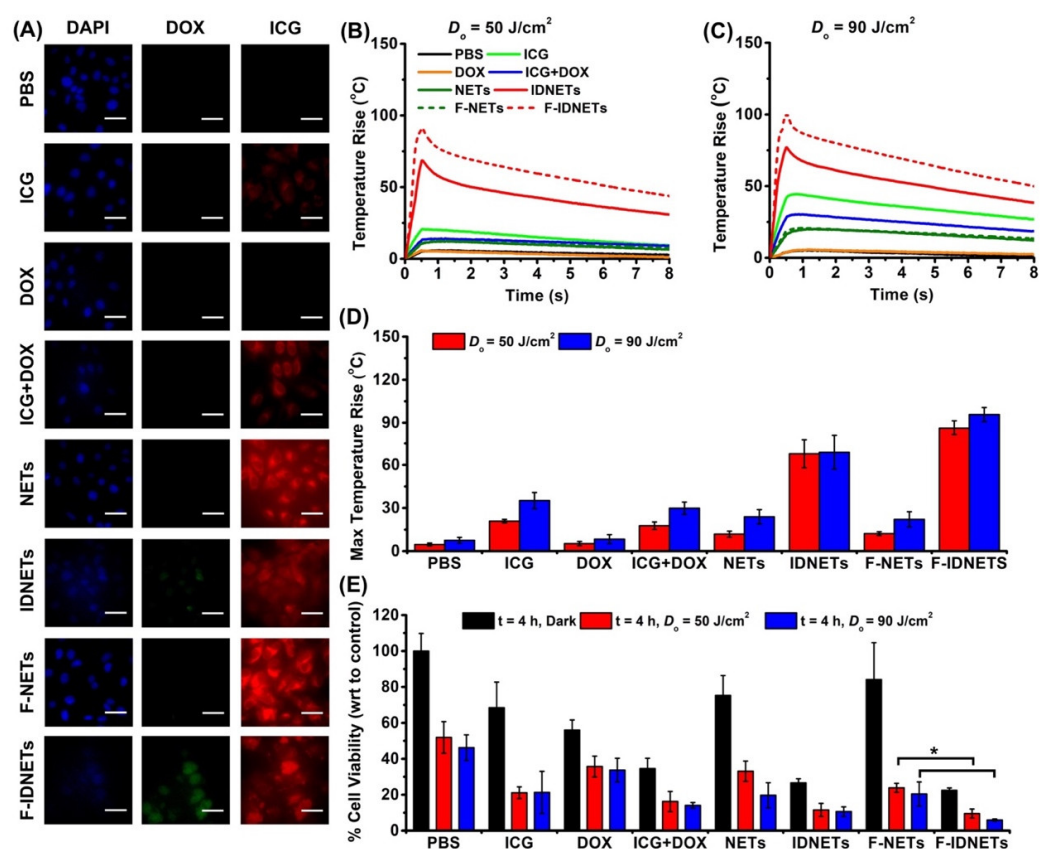 (A)
DAPI DOX ICG
PBS
ICG
DOX
ICG+DOX
NETs
IDNETs
F-NETs
F-IDNETs
(B)
Dₒ = 50 J/cm²
Temperature Rise (°C)
150
100
50
0
PBS ICG
DOX ICG+DOX
NETs IDNETs
F-NETs F-IDNETs
0 1 2 3 4 5 6 7 8
Time (s)
(C)
Dₒ = 90 J/cm²
Temperature Rise (°C)
150
100
50
0
0 1 2 3 4 5 6 7 8
Time (s)
(D)
Max Temperature Rise (°C)
150
120
90
60
30
0
Dₒ = 50 J/cm² Dₒ = 90 J/cm²
PBS ICG DOX ICG+DOX NETs IDNETs F-NETs F-IDNETS
(E)
% Cell Viability (wrt to control)
120
100
80
60
40
20
0
t = 4 h, Dark t = 4 h, Dₒ = 50 J/cm² t = 4 h, Dₒ = 90 J/cm²
*
PBS ICG DOX ICG+DOX NETs IDNETs F-NETs F-IDNETs